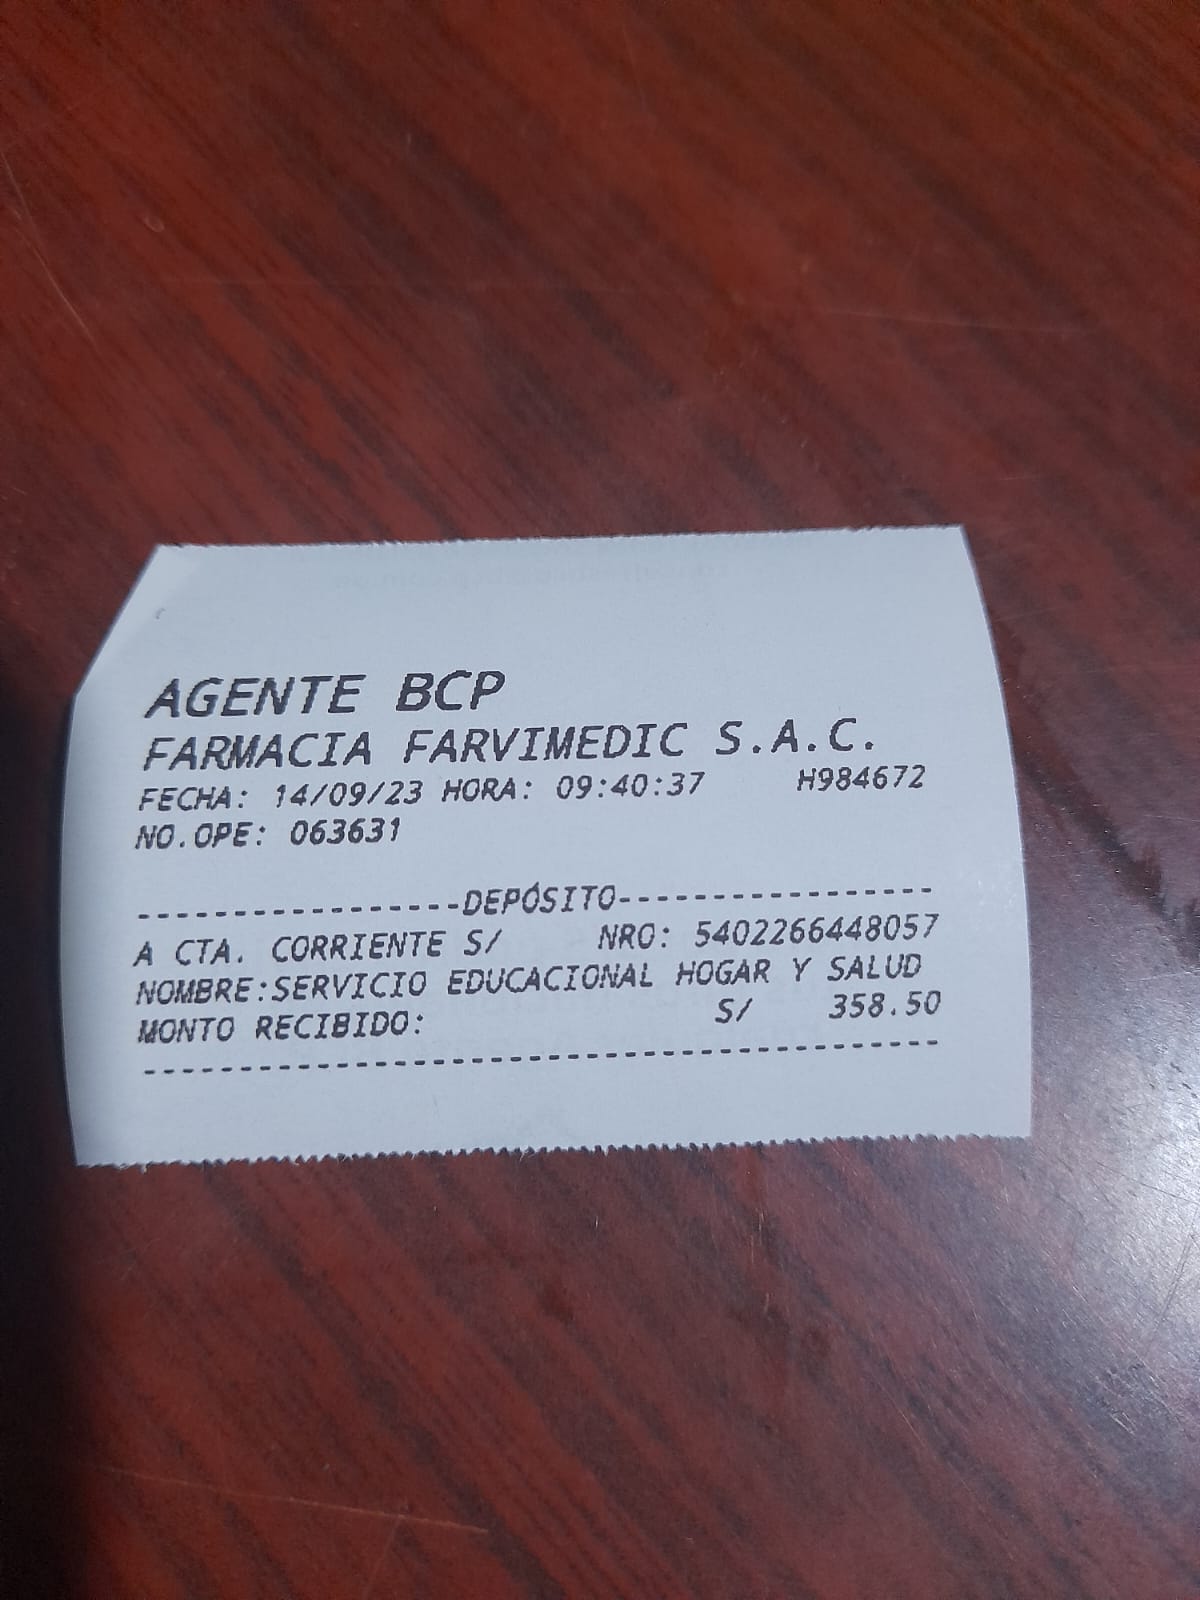 AGENTE BCP
FARMACIA FARVIMEDIC S.A.C.
FECHA: 14/09/23 HORA: 09:40:37 H984672
NO.OPE: 063631
-----------------DEPÓSITO-----------------
A CTA. CORRIENTE S/ NRO: 5402266448057
NOMBRE:SERVICIO EDUCACIONAL HOGAR Y SALUD
MONTO RECIBIDO: S/ 358.50
------------------------------------------